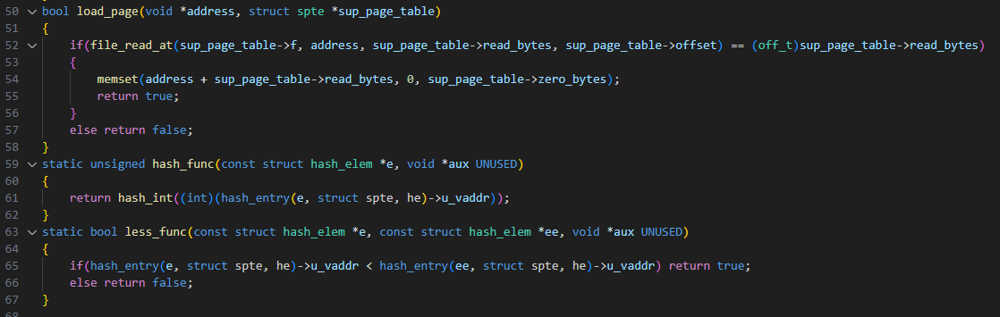 50 bool load_page(void *address, struct spte *sup_page_table)
51 {
52     if(file_read_at(sup_page_table->f, address, sup_page_table->read_bytes, sup_page_table->offset) == (off_t)sup_page_table->read_bytes)
53     {
54         memset(address + sup_page_table->read_bytes, 0, sup_page_table->zero_bytes);
55         return true;
56     }
57     else return false;
58 }
59 static unsigned hash_func(const struct hash_elem *e, void *aux UNUSED)
60 {
61     return hash_int((int)(hash_entry(e, struct spte, he)->u_vaddr));
62 }
63 static bool less_func(const struct hash_elem *e, const struct hash_elem *ee, void *aux UNUSED)
64 {
65     if(hash_entry(e, struct spte, he)->u_vaddr < hash_entry(ee, struct spte, he)->u_vaddr) return true;
66     else return false;
67 }
68